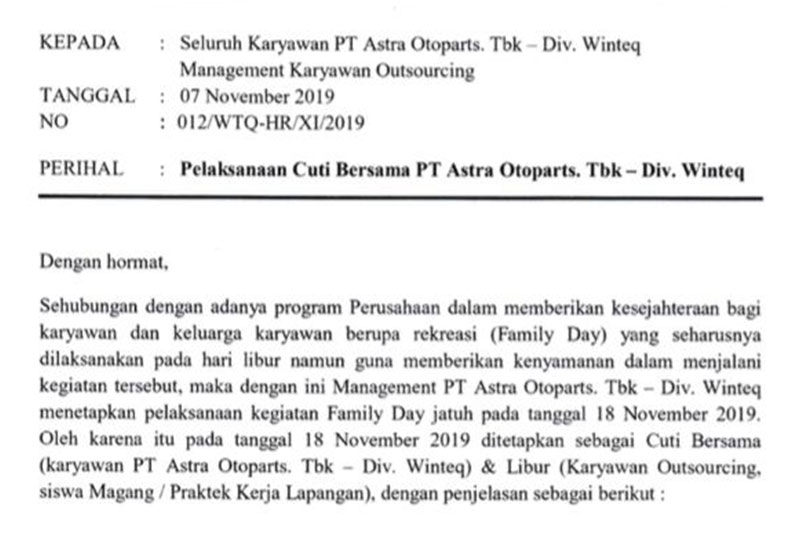 KEPADA : Seluruh Karyawan PT Astra Otoparts. Tbk – Div. Winteq
Management Karyawan Outsourcing
TANGGAL : 07 November 2019
NO : 012/WTQ-HR/XI/2019
PERIHAL : Pelaksanaan Cuti Bersama PT Astra Otoparts. Tbk – Div. Winteq
Dengan hormat,
Sehubungan dengan adanya program Perusahaan dalam memberikan kesejahteraan bagi
karyawan dan keluarga karyawan berupa rekreasi (Family Day) yang seharusnya
dilaksanakan pada hari libur namun guna memberikan kenyamanan dalam menjalani
kegiatan tersebut, maka dengan ini Management PT Astra Otoparts. Tbk – Div. Winteq
menetapkan pelaksanaan kegiatan Family Day jatuh pada tanggal 18 November 2019.
Oleh karena itu pada tanggal 18 November 2019 ditetapkan sebagai Cuti Bersama
(karyawan PT Astra Otoparts. Tbk – Div. Winteq) & Libur (Karyawan Outsourcing,
siswa Magang / Praktek Kerja Lapangan), dengan penjelasan sebagai berikut :